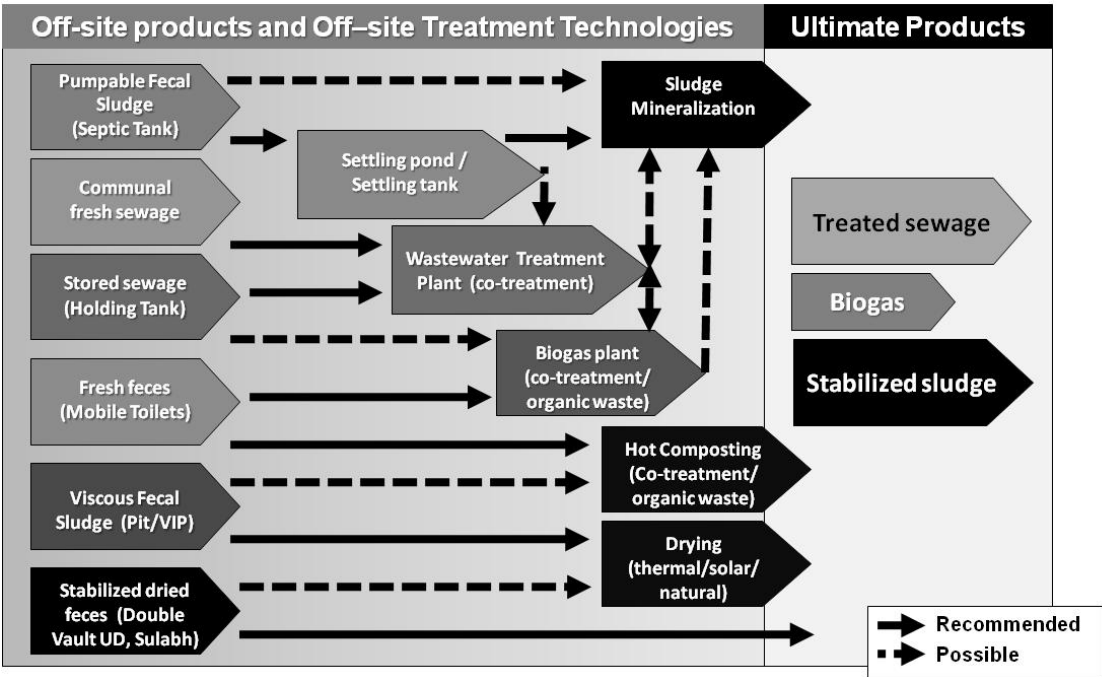 Off-site products and Off–site Treatment Technologies
Ultimate Products
Pumpable Fecal
Sludge
(Septic Tank)
Communal
fresh sewage
Stored sewage
(Holding Tank)
Fresh feces
(Mobile Toilets)
Viscous Fecal
Sludge (Pit/VIP)
Stabilized dried
feces (Double
Vault UD, Sulabh)
Settling pond /
Settling tank
Wastewater Treatment
Plant (co-treatment)
Biogas plant
(co-treatment/
organic waste)
Sludge
Mineralization
Hot Composting
(Co-treatment/
organic waste)
Drying
(thermal/solar/
natural)
Treated sewage
Biogas
Stabilized sludge
Recommended
Possible